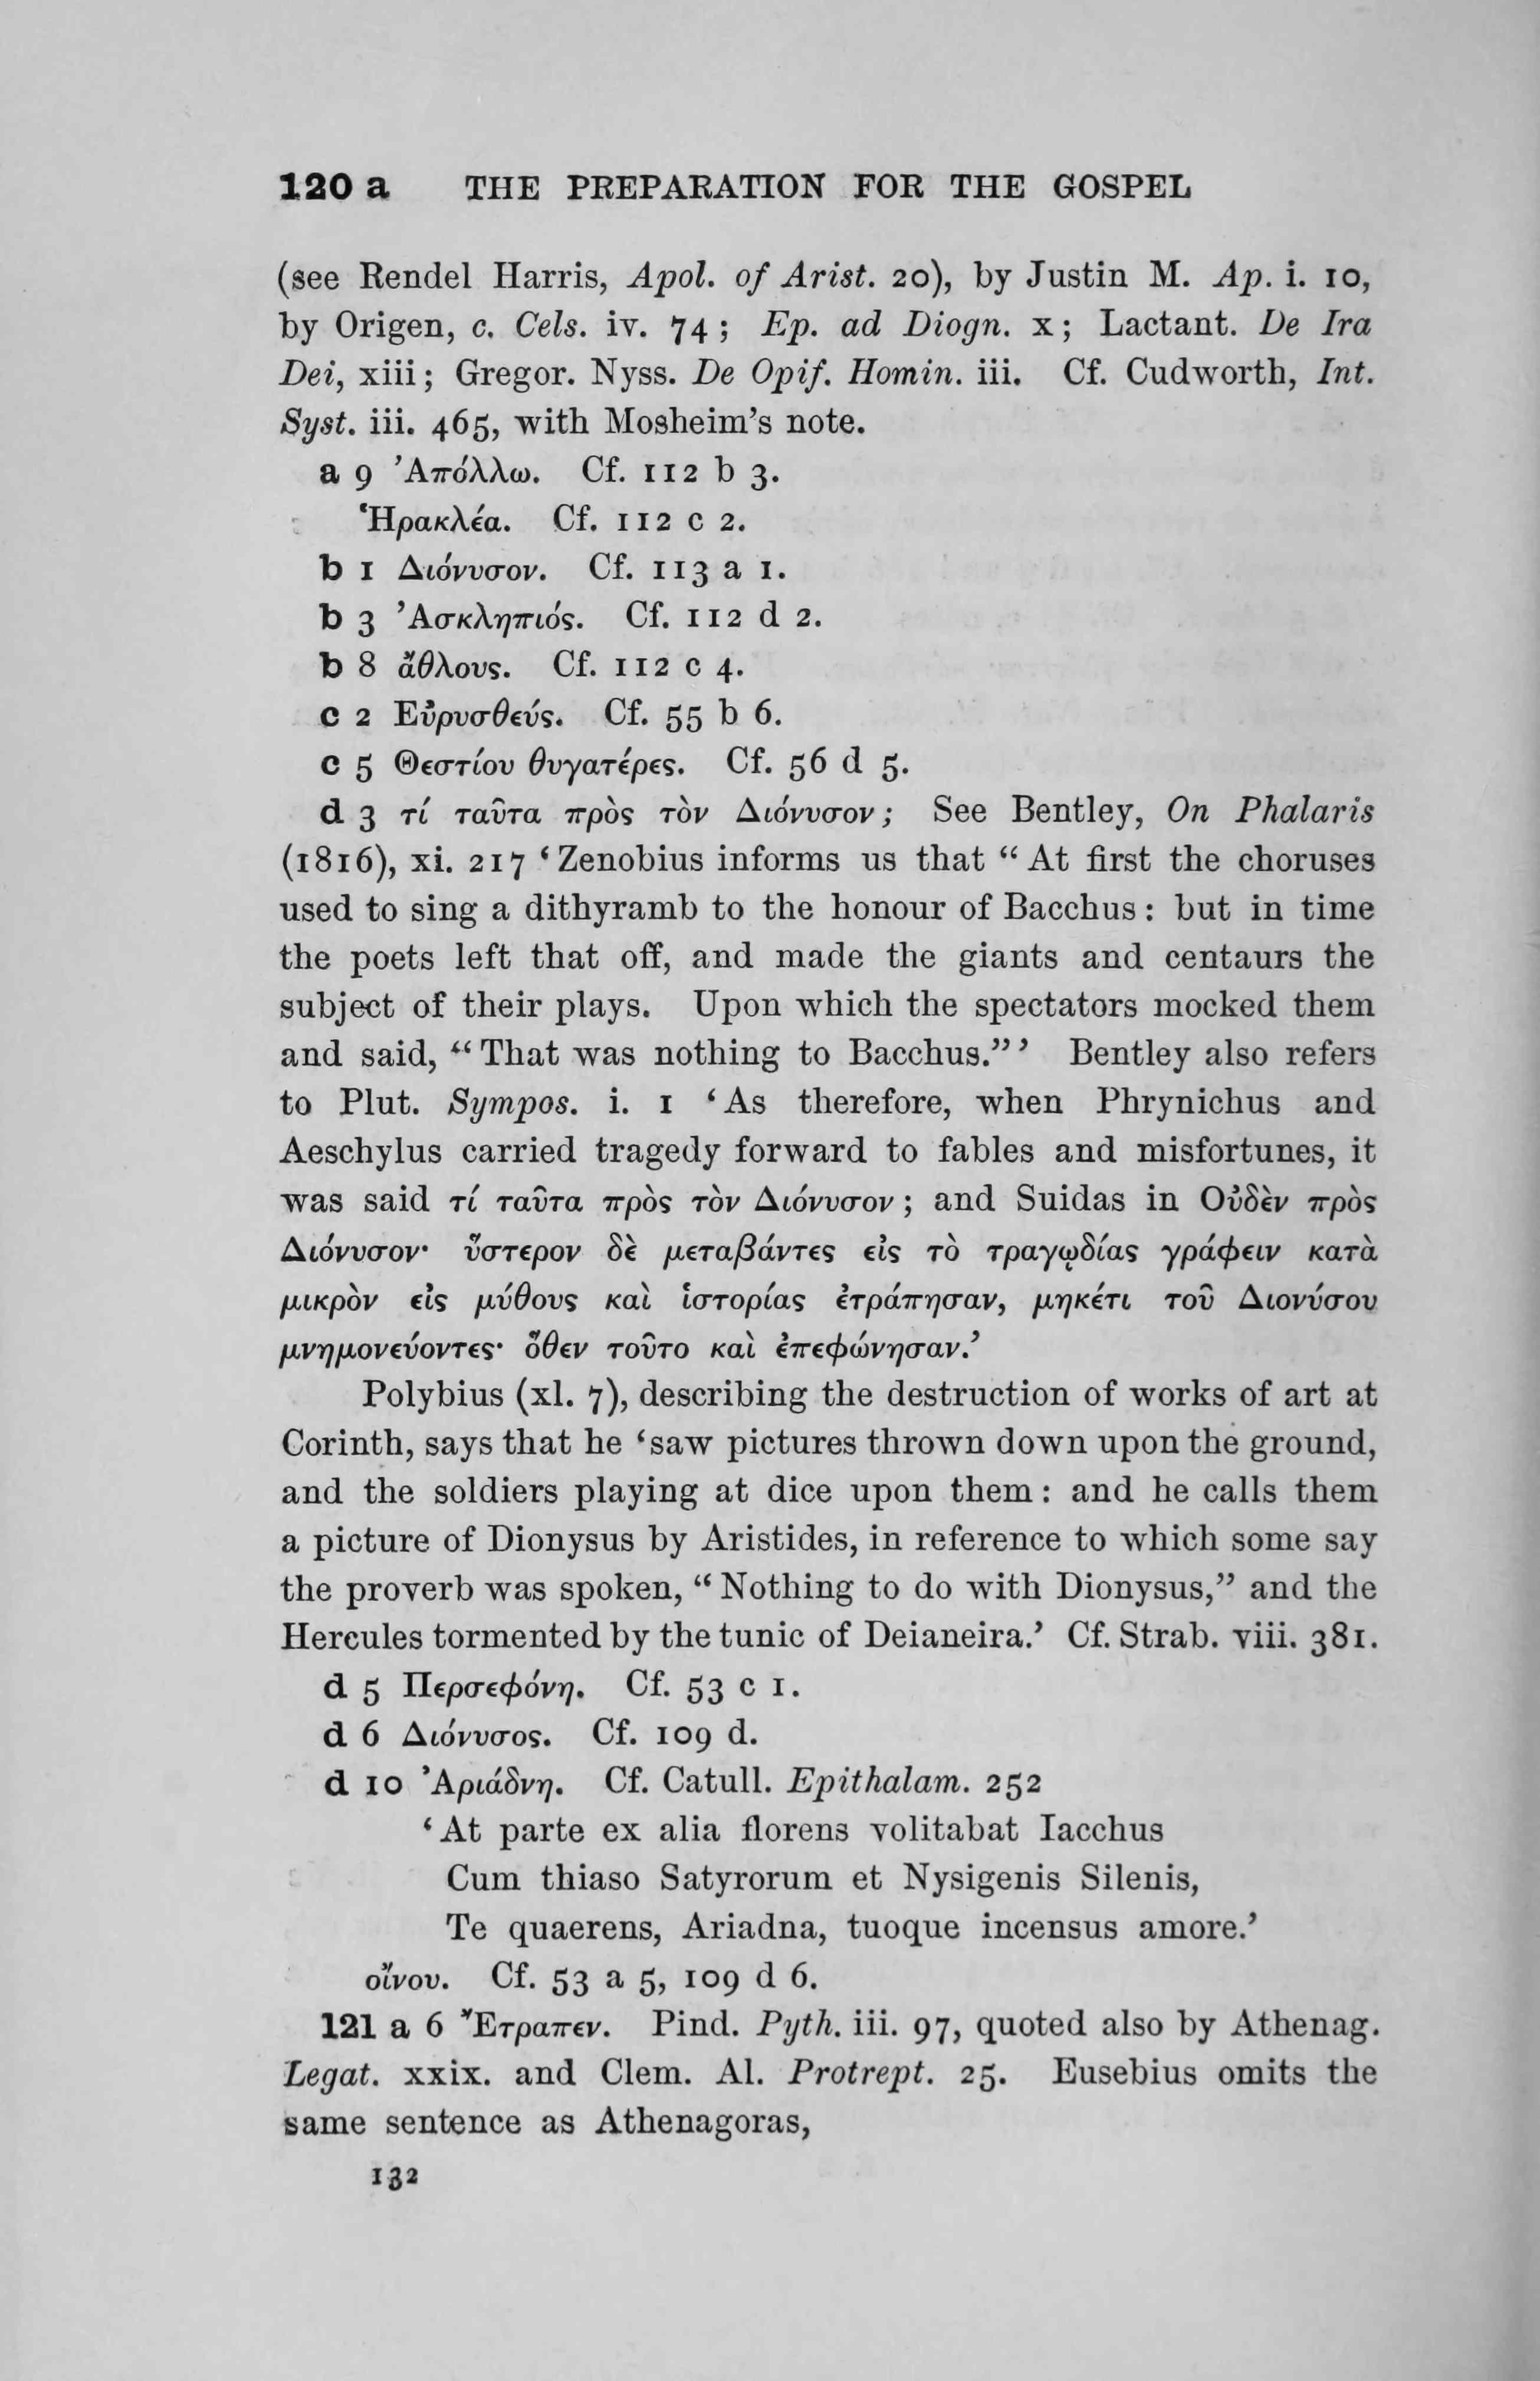 120 a THE PREPARATION FOR THE GOSPEL
(see Rendel Harris, Apol. of Arist. 20), by Justin M. Ap. i. 10,
by Origen, c. Cels. iv. 74; Ep. ad Diogn. x; Lactant. De Ira
Dei, xiii; Gregor. Nyss. De Opif. Homin. iii. Cf. Cudworth, Int.
Syst. iii. 465, with Mosheim's note.
a 9 Ἀπόλλω. Cf. 112 b 3.
Ἡρακλέα. Cf. 112 c 2.
b 1 Διόνυσον. Cf. 113 a 1.
b 3 Ἀσκληπιός. Cf. 112 d 2.
b 8 ἄθλους. Cf. 112 c 4.
c 2 Εὐρυσθεύς. Cf. 55 b 6.
c 5 Θεστίου θυγατέρες. Cf. 56 d 5.
d 3 τί ταῦτα πρὸς τὸν Διόνυσον; See Bentley, On Phalaris
(1816), xi. 217 ‘Zenobius informs us that “At first the choruses
used to sing a dithyramb to the honour of Bacchus: but in time
the poets left that off, and made the giants and centaurs the
subject of their plays. Upon which the spectators mocked them
and said, “That was nothing to Bacchus.”’ Bentley also refers
to Plut. Sympos. i. 1 ‘As therefore, when Phrynichus and
Aeschylus carried tragedy forward to fables and misfortunes, it
was said τί ταῦτα πρὸς τὸν Διόνυσον; and Suidas in Οὐδὲν πρὸς
Διόνυσον· ὕστερον δὲ μεταβάντες εἰς τὸ τραγῳδίας γράφειν κατὰ
μικρὸν εἰς μύθους καὶ ἱστορίας ἐτράπησαν, μηκέτι τοῦ Διονύσου
μνημονεύοντες· ὅθεν τοῦτο καὶ ἐπεφώνησαν.’
Polybius (xl. 7), describing the destruction of works of art at
Corinth, says that he ‘saw pictures thrown down upon the ground,
and the soldiers playing at dice upon them: and he calls them
a picture of Dionysus by Aristides, in reference to which some say
the proverb was spoken, “Nothing to do with Dionysus,” and the
Hercules tormented by the tunic of Deianeira.’ Cf. Strab. viii. 381.
d 5 Περσεφόνη. Cf. 53 c 1.
d 6 Διόνυσος. Cf. 109 d.
d 10 Ἀριάδνη. Cf. Catull. Epithalam. 252
‘At parte ex alia florens volitabat Iacchus
Cum thiaso Satyrorum et Nysigenis Silenis,
Te quaerens, Ariadna, tuoque incensus amore.’
οἴνου. Cf. 53 a 5, 109 d 6.
121 a 6 Ἔτραπεν. Pind. Pyth. iii. 97, quoted also by Athenag.
Legat. xxix. and Clem. Al. Protrept. 25. Eusebius omits the
same sentence as Athenagoras,
132